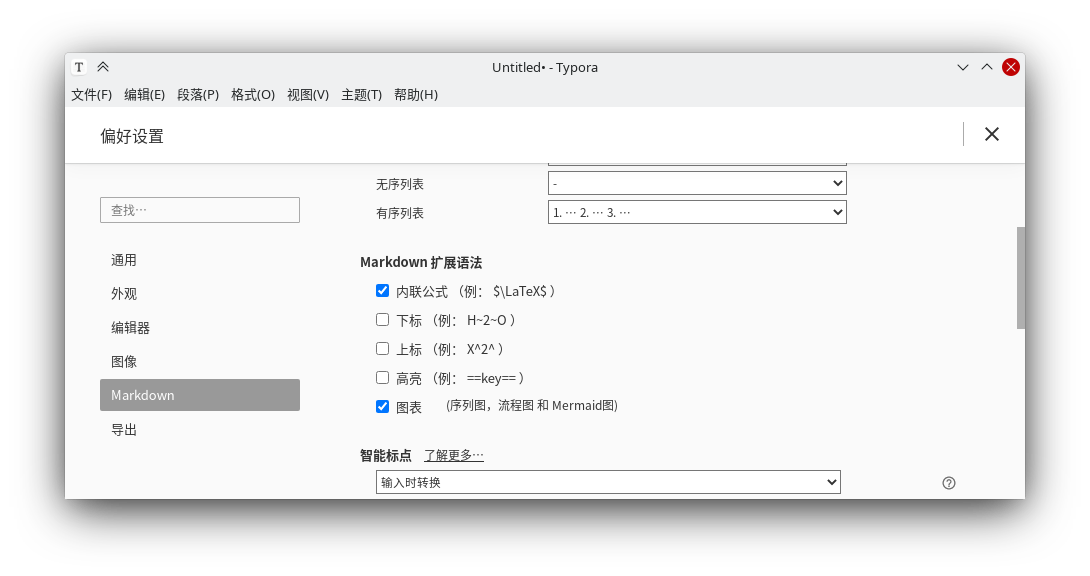 T
Untitled• - Typora
文件(F) 编辑(E) 段落(P) 格式(O) 视图(V) 主题(T) 帮助(H)
偏好设置
查找…
通用
外观
编辑器
图像
Markdown
导出
无序列表 -
有序列表 1. … 2. … 3. …
Markdown 扩展语法
内联公式 （例： $\LaTeX$ ）
下标 （例： H~2~O ）
上标 （例： X^2^ ）
高亮 （例： ==key== ）
图表 (序列图，流程图 和 Mermaid图)
智能标点 了解更多…
输入时转换